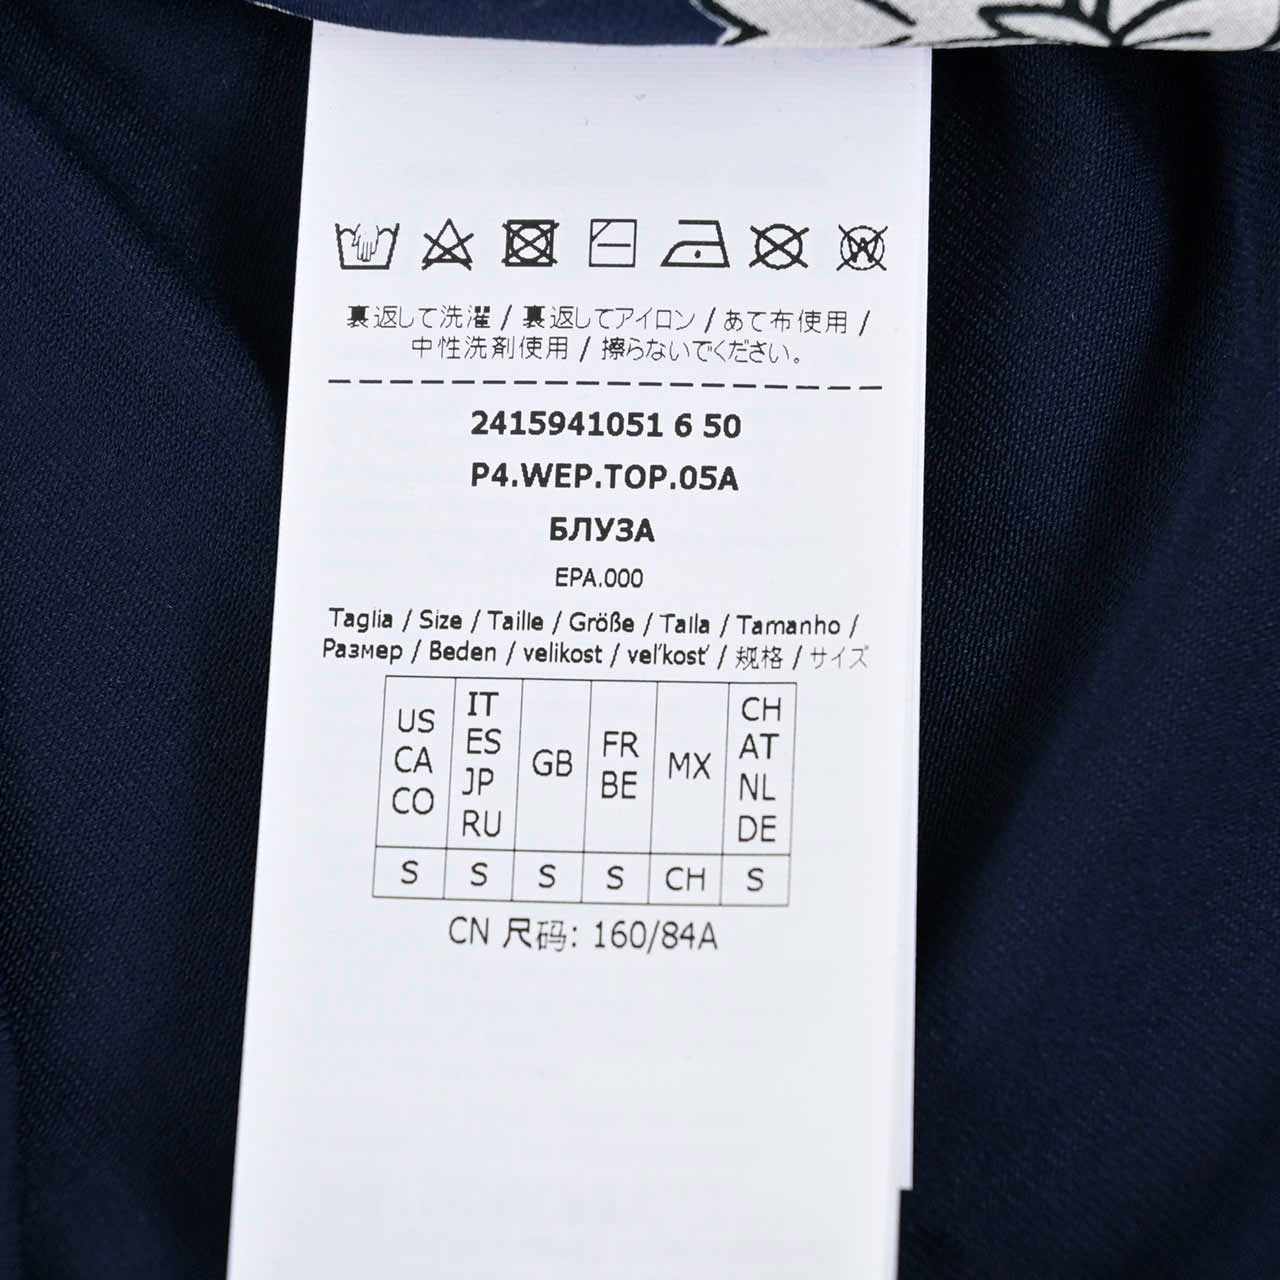 裏返して洗濯 / 裏返してアイロン / あて布使用 /
中性洗剤使用 / 擦らないでください。
2415941051 6 50
P4.WEP.TOP.05A
БЛУЗА
EPA.000
Taglia / Size / Taille / Größe / Talla / Tamanho /
Размер / Beden / velikost / veľkosť / 规格 / サイズ
US CA CO
IT ES JP RU
GB
FR BE
MX
CH AT NL DE
S S S S CH S
CN 尺码: 160/84A